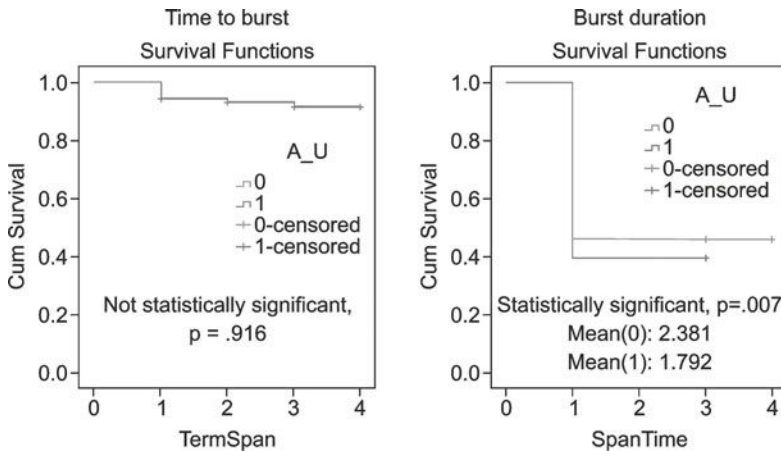 Time to burst
Survival Functions
Cum Survival
1.0
0.8
0.6
0.4
0.2
0.0
A_U
0
1
0-censored
1-censored
Not statistically significant,
p = .916
0 1 2 3 4
TermSpan
Burst duration
Survival Functions
Cum Survival
1.0
0.8
0.6
0.4
0.2
0.0
A_U
0
1
0-censored
1-censored
Statistically significant, p=.007
Mean(0): 2.381
Mean(1): 1.792
0 1 2 3 4
SpanTime